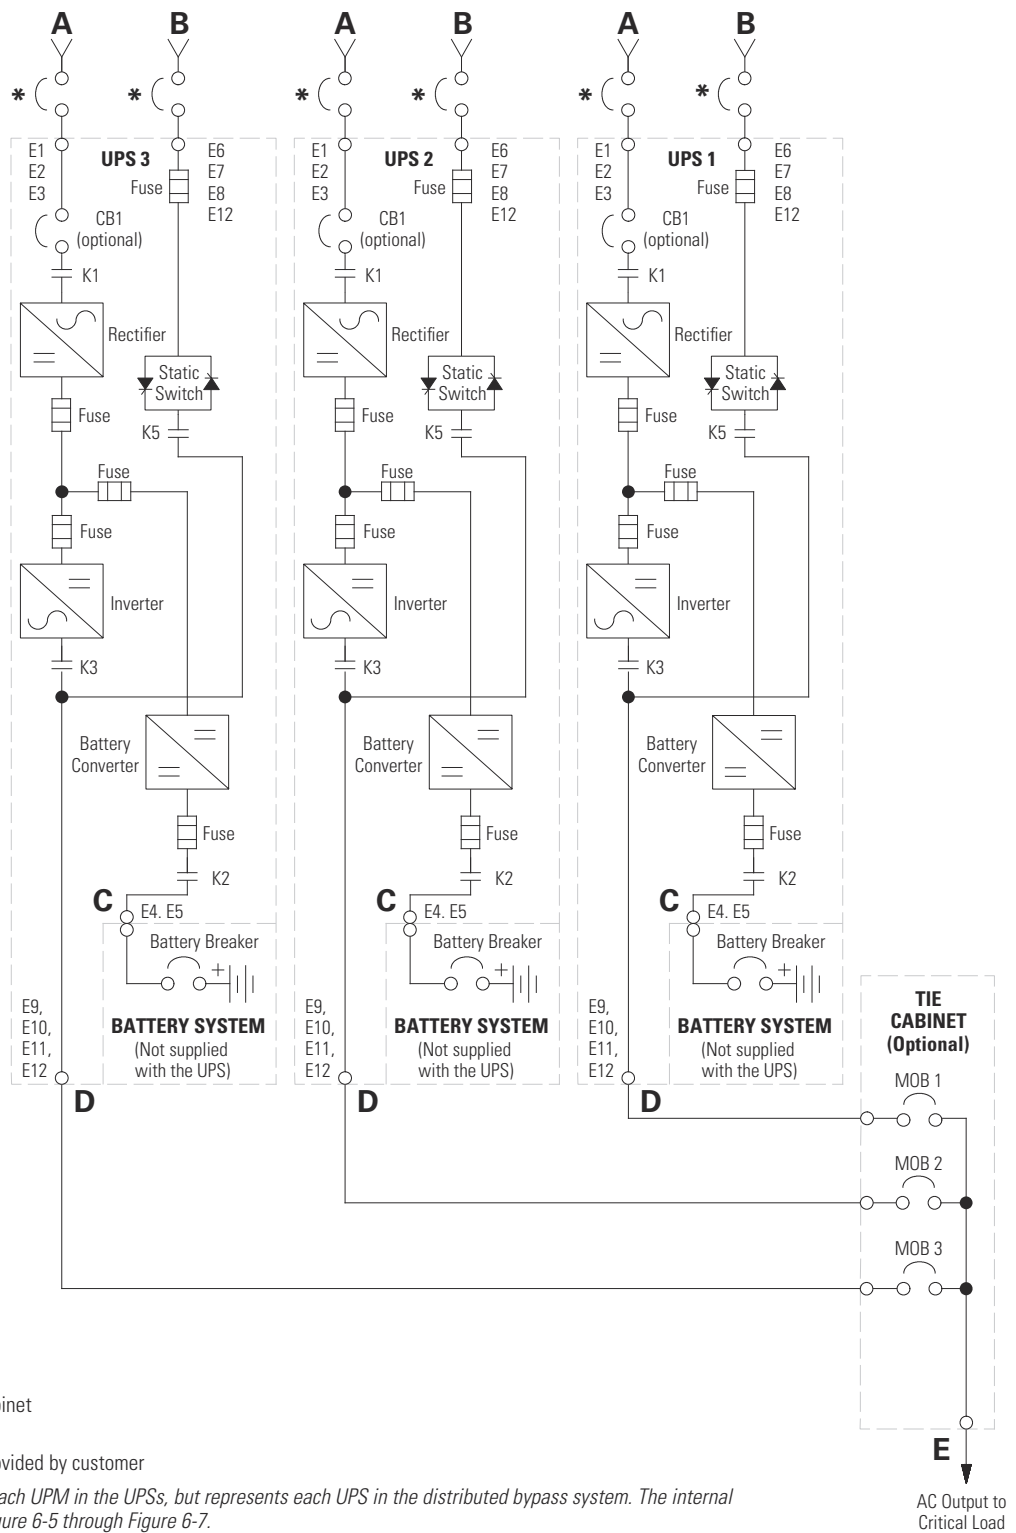 A
B
A
B
A
B
*
*
*
*
*
*
E1
E2
E3
UPS 3
Fuse
E6
E7
E8
E12
CB1
(optional)
K1
Rectifier
Static
Switch
Fuse
K5
Fuse
Fuse
Inverter
K3
Battery
Converter
Fuse
K2
C
E4. E5
Battery Breaker
+
BATTERY SYSTEM
(Not supplied
with the UPS)
E9,
E10,
E11,
E12
D
E1
E2
E3
UPS 2
Fuse
E6
E7
E8
E12
CB1
(optional)
K1
Rectifier
Static
Switch
Fuse
K5
Fuse
Fuse
Inverter
K3
Battery
Converter
Fuse
K2
C
E4. E5
Battery Breaker
+
BATTERY SYSTEM
(Not supplied
with the UPS)
E9,
E10,
E11,
E12
D
E1
E2
E3
UPS 1
Fuse
E6
E7
E8
E12
CB1
(optional)
K1
Rectifier
Static
Switch
Fuse
K5
Fuse
Fuse
Inverter
K3
Battery
Converter
Fuse
K2
C
E4. E5
Battery Breaker
+
BATTERY SYSTEM
(Not supplied
with the UPS)
E9,
E10,
E11,
E12
D
TIE
CABINET
(Optional)
MOB 1
MOB 2
MOB 3
E
AC Output to
Critical Load
binet
ovided by customer
ach UPM in the UPSs, but represents each UPS in the distributed bypass system. The internal
gure 6-5 through Figure 6-7.